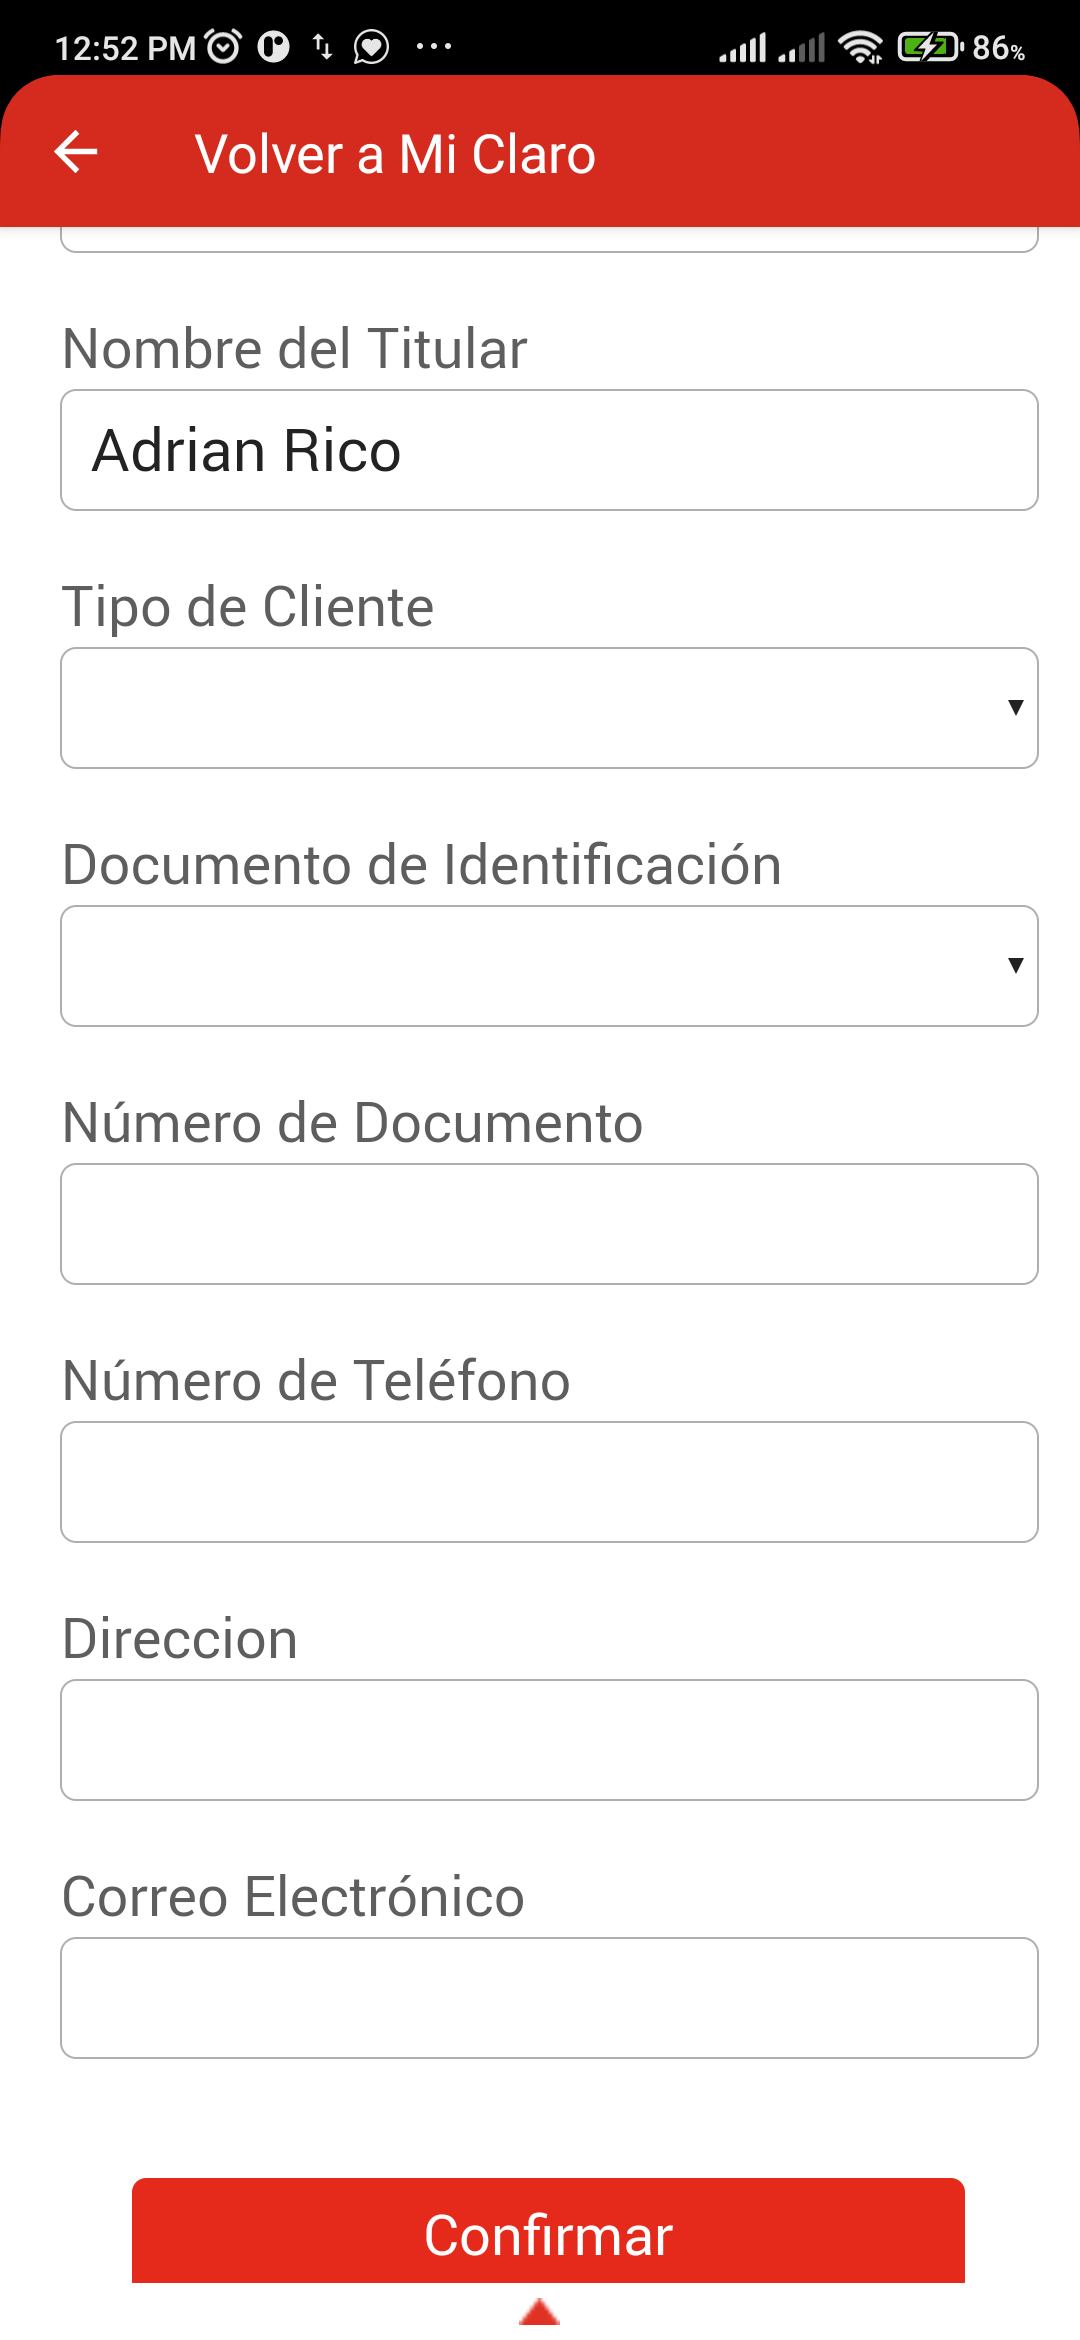 12:52 PM
86%
Volver a Mi Claro
Nombre del Titular
Adrian Rico
Tipo de Cliente
Documento de Identificación
Número de Documento
Número de Teléfono
Direccion
Correo Electrónico
Confirmar